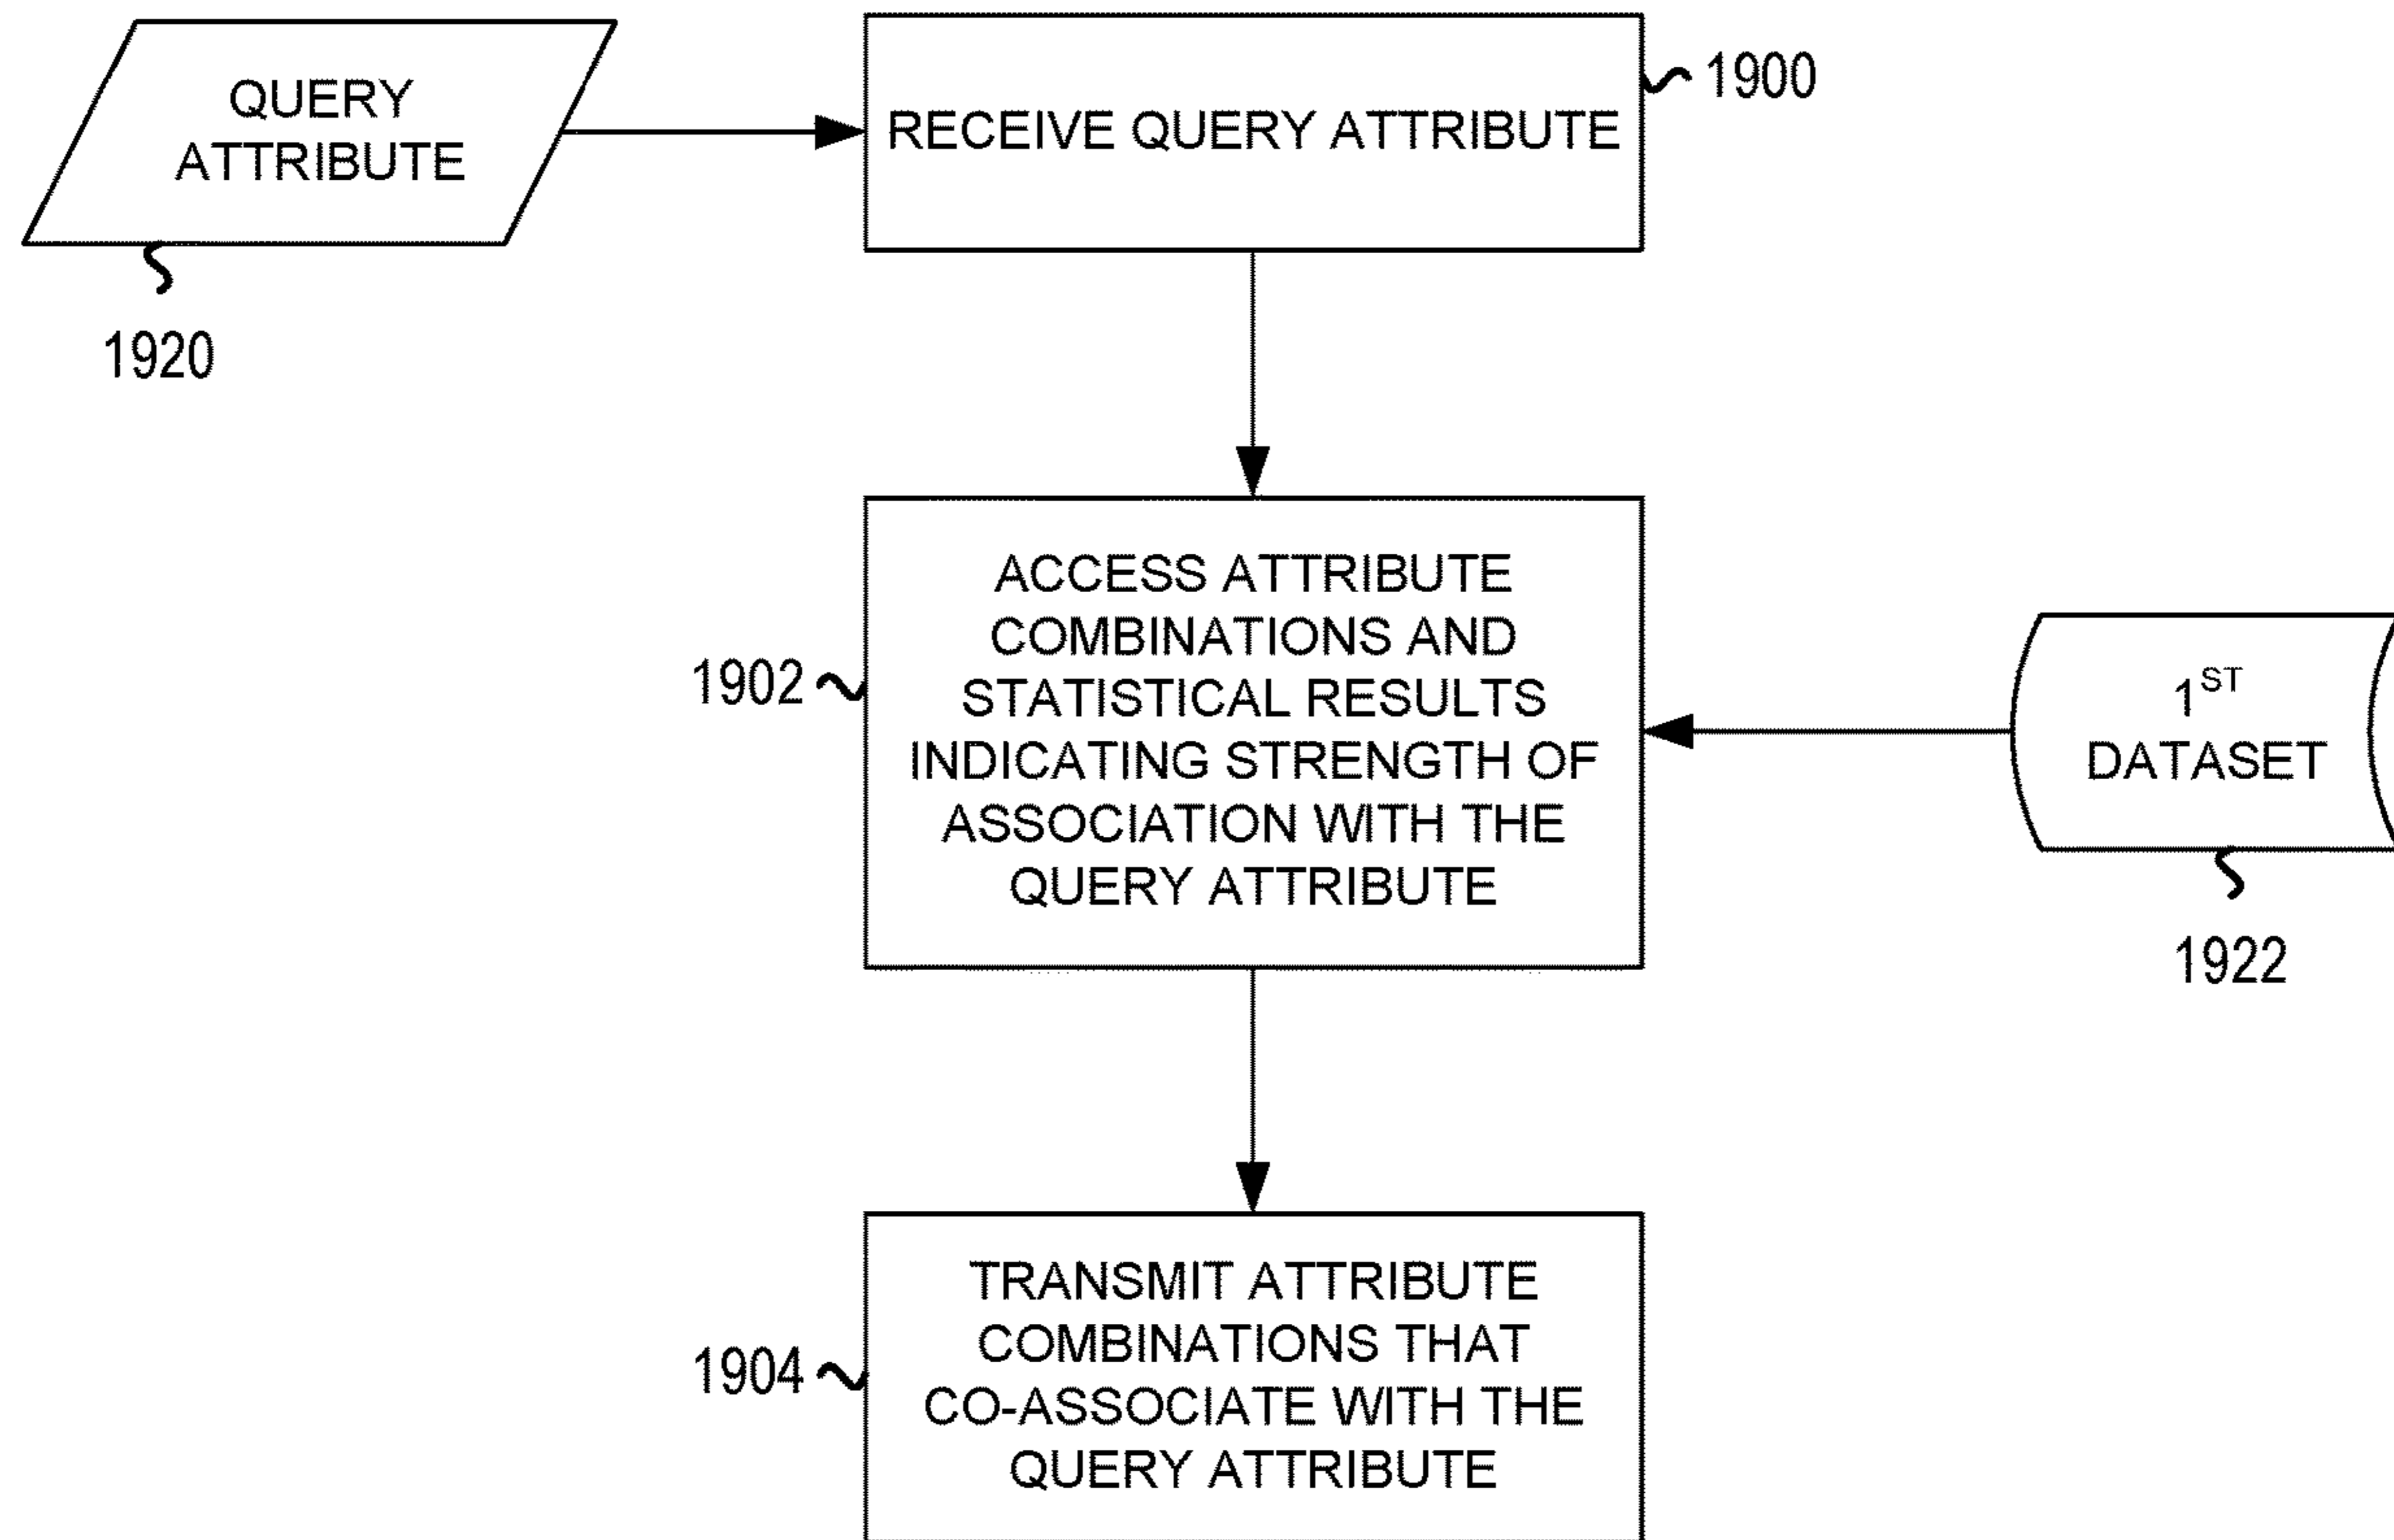 QUERY
ATTRIBUTE
1920
RECEIVE QUERY ATTRIBUTE
1900
ACCESS ATTRIBUTE
COMBINATIONS AND
STATISTICAL RESULTS
INDICATING STRENGTH OF
ASSOCIATION WITH THE
QUERY ATTRIBUTE
1902
1ST
DATASET
1922
TRANSMIT ATTRIBUTE
COMBINATIONS THAT
CO-ASSOCIATE WITH THE
QUERY ATTRIBUTE
1904